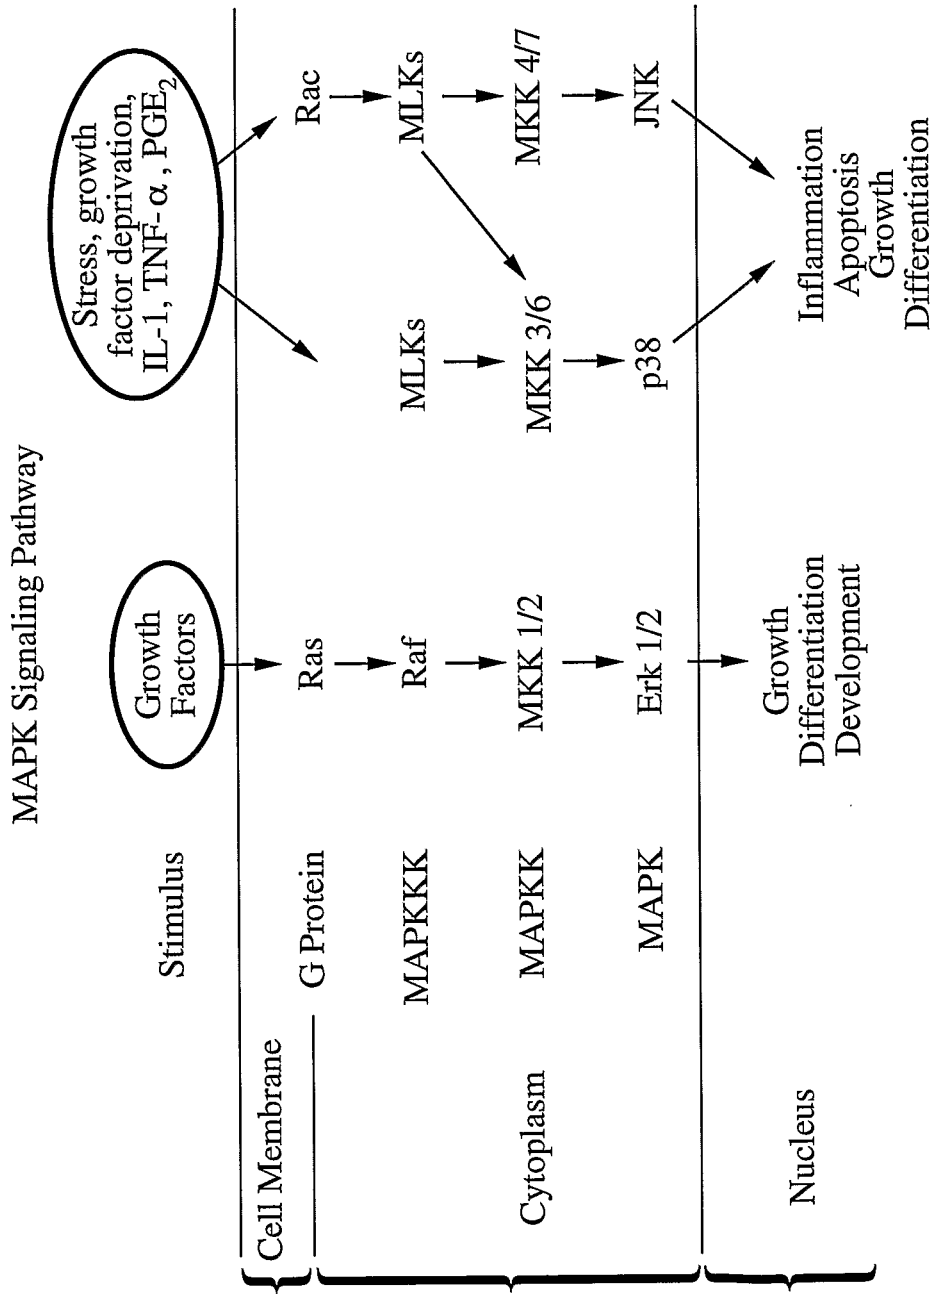 MAPK Signaling Pathway
Stimulus
Growth
Factors
Stress, growth
factor deprivation,
IL-1, TNF-α, PGE₂
Cell Membrane
G Protein
Ras
Rac
MAPKKK
Raf
MLKs
MLKs
Cytoplasm
MAPKK
MKK 1/2
MKK 3/6
MKK 4/7
MAPK
Erk 1/2
p38
JNK
Nucleus
Growth
Differentiation
Development
Inflammation
Apoptosis
Growth
Differentiation